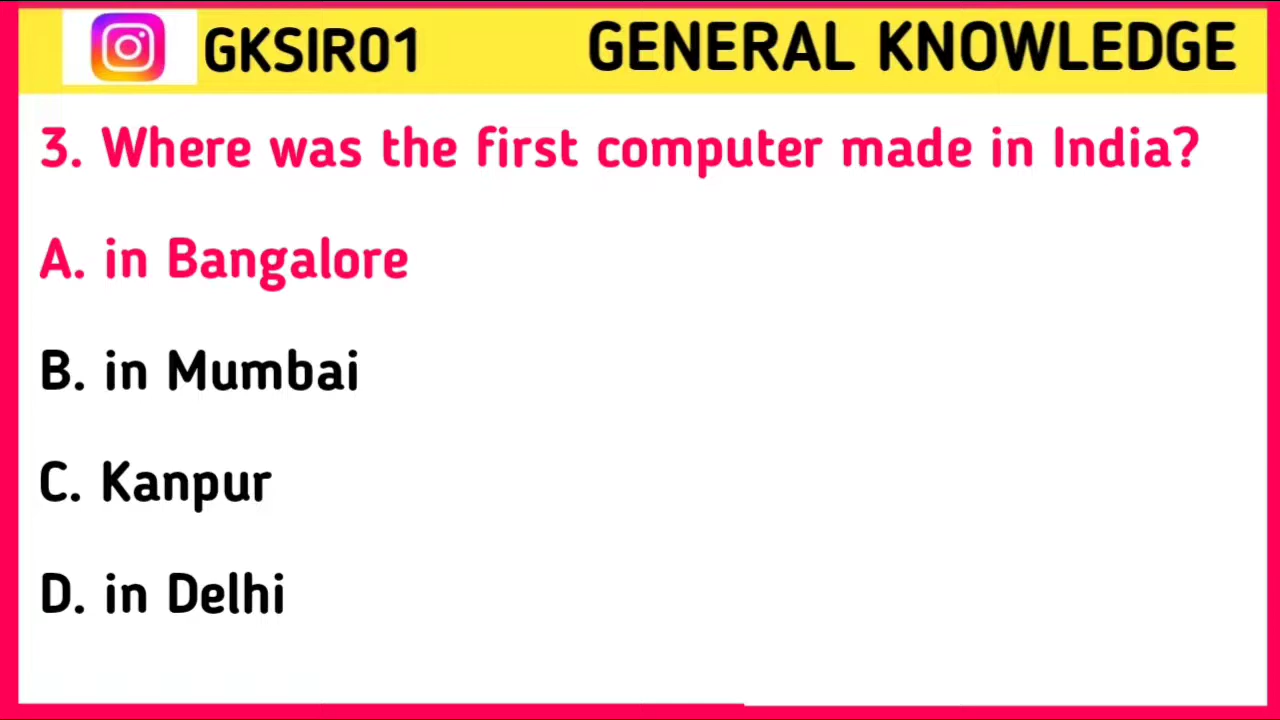 GKSIR01 GENERAL KNOWLEDGE
3. Where was the first computer made in India?
A. in Bangalore
B. in Mumbai
C. Kanpur
D. in Delhi